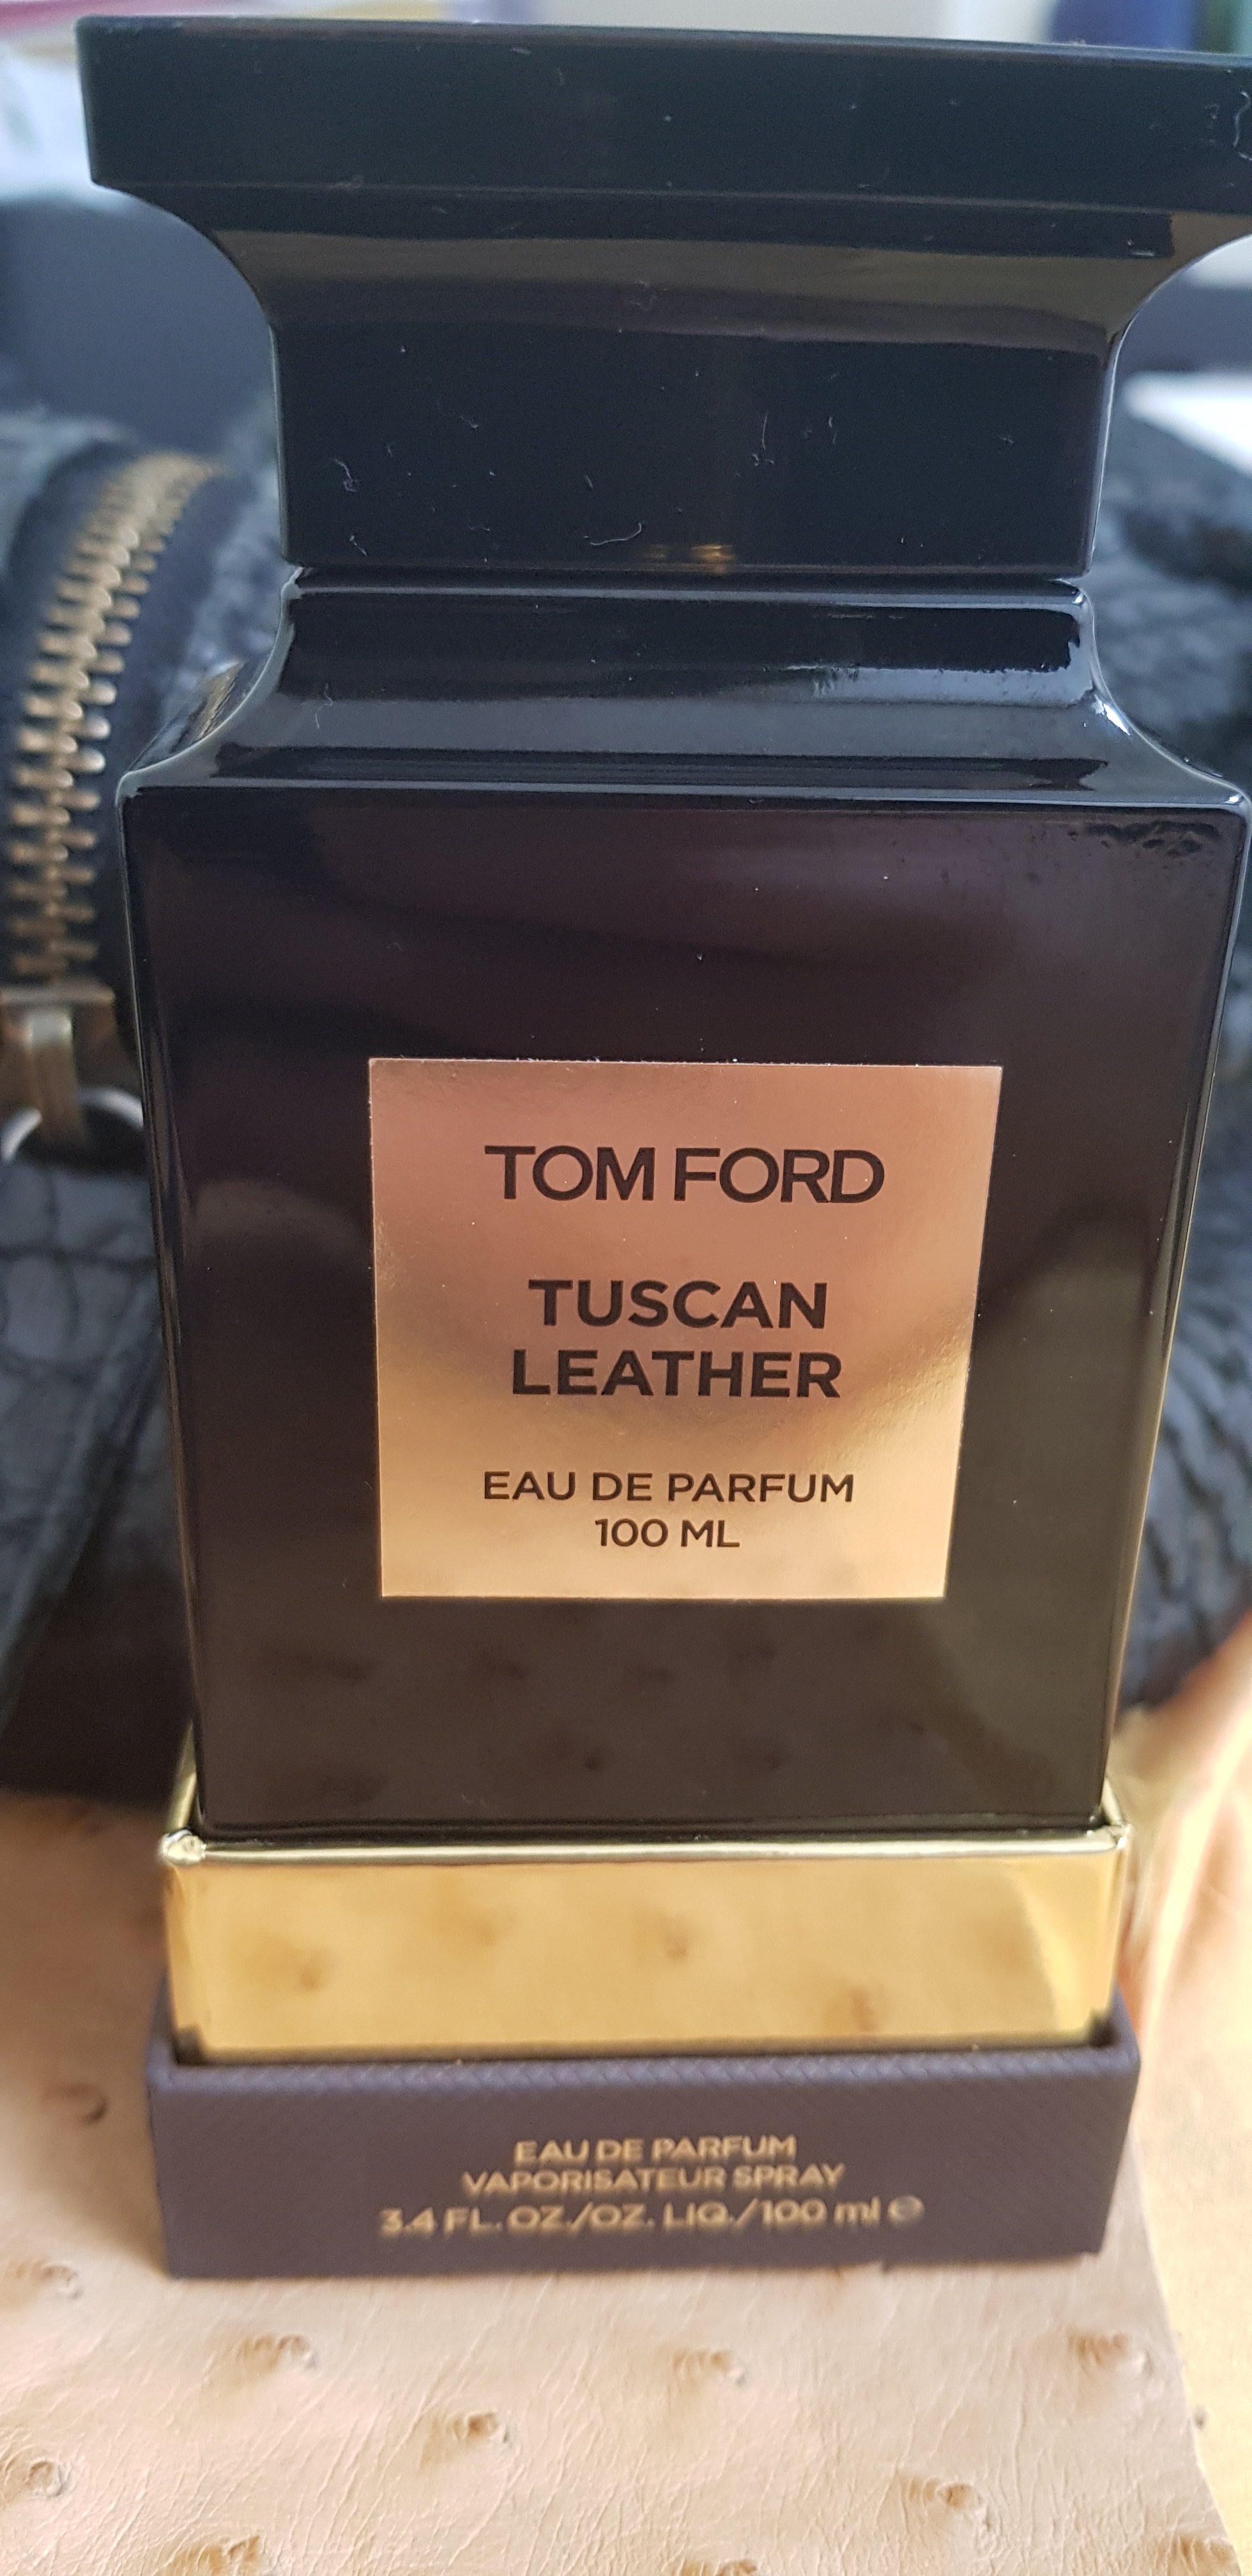 TOM FORD
TUSCAN
LEATHER
EAU DE PARFUM
100 ML
EAU DE PARFUM
VAPORISATEUR SPRAY
3.4 FL. OZ./OZ. LIQ./100 ml ℮